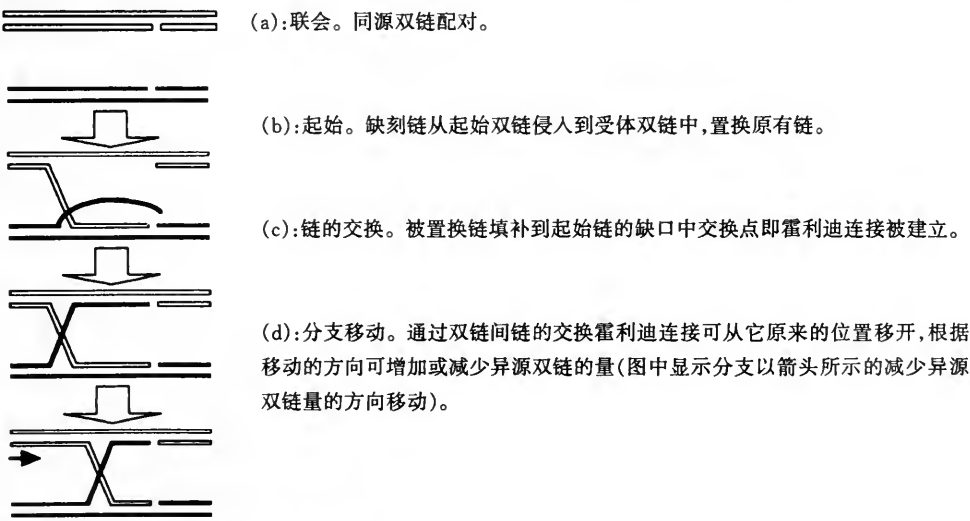 (a):联会。同源双链配对。
(b):起始。缺刻链从起始双链侵入到受体双链中,置换原有链。
(c):链的交换。被置换链填补到起始链的缺口中交换点即霍利迪连接被建立。
(d):分支移动。通过双链间链的交换霍利迪连接可从它原来的位置移开,根据
移动的方向可增加或减少异源双链的量(图中显示分支以箭头所示的减少异源
双链量的方向移动)。